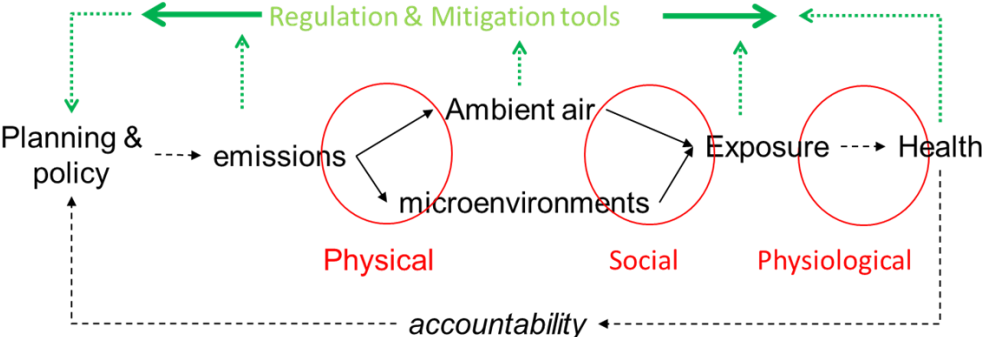 Regulation & Mitigation tools
Ambient air
Planning &
policy
emissions
Exposure
Health
microenvironments
Physical
Social
Physiological
accountability